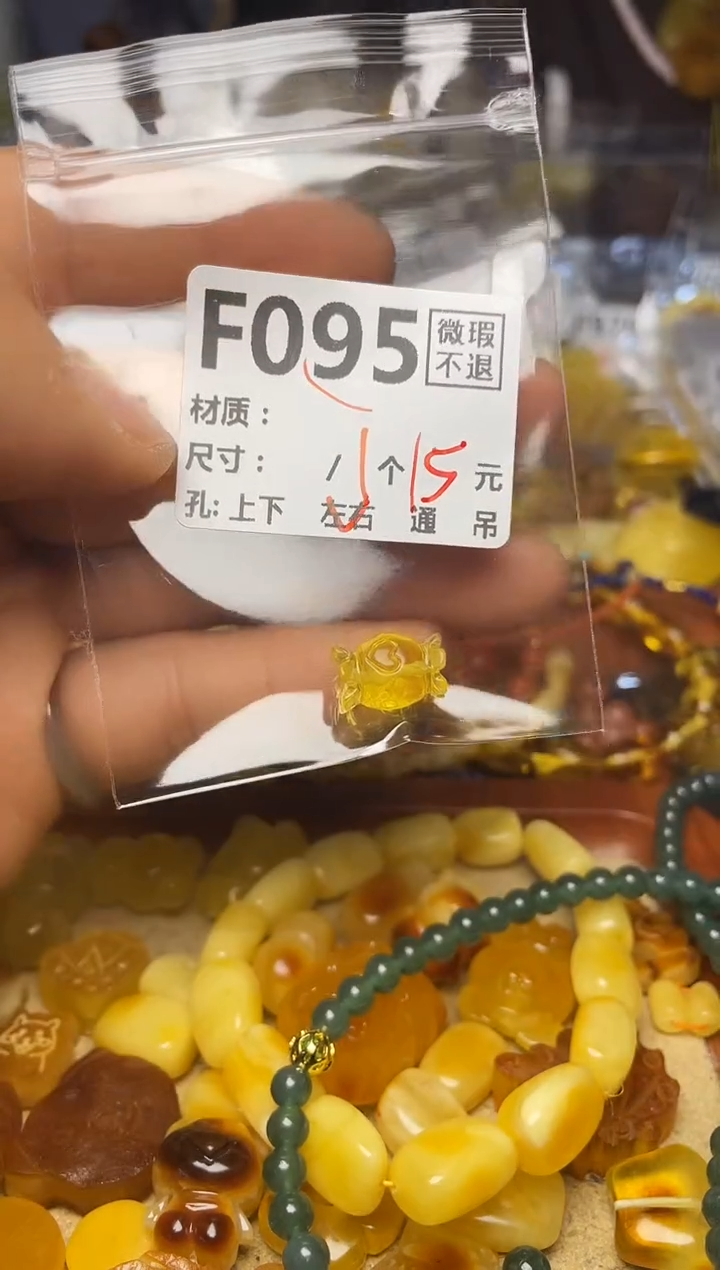 F095 微瑕
不退
材质：
尺寸： / 1个 15 元
孔: 上下 左右 通 吊